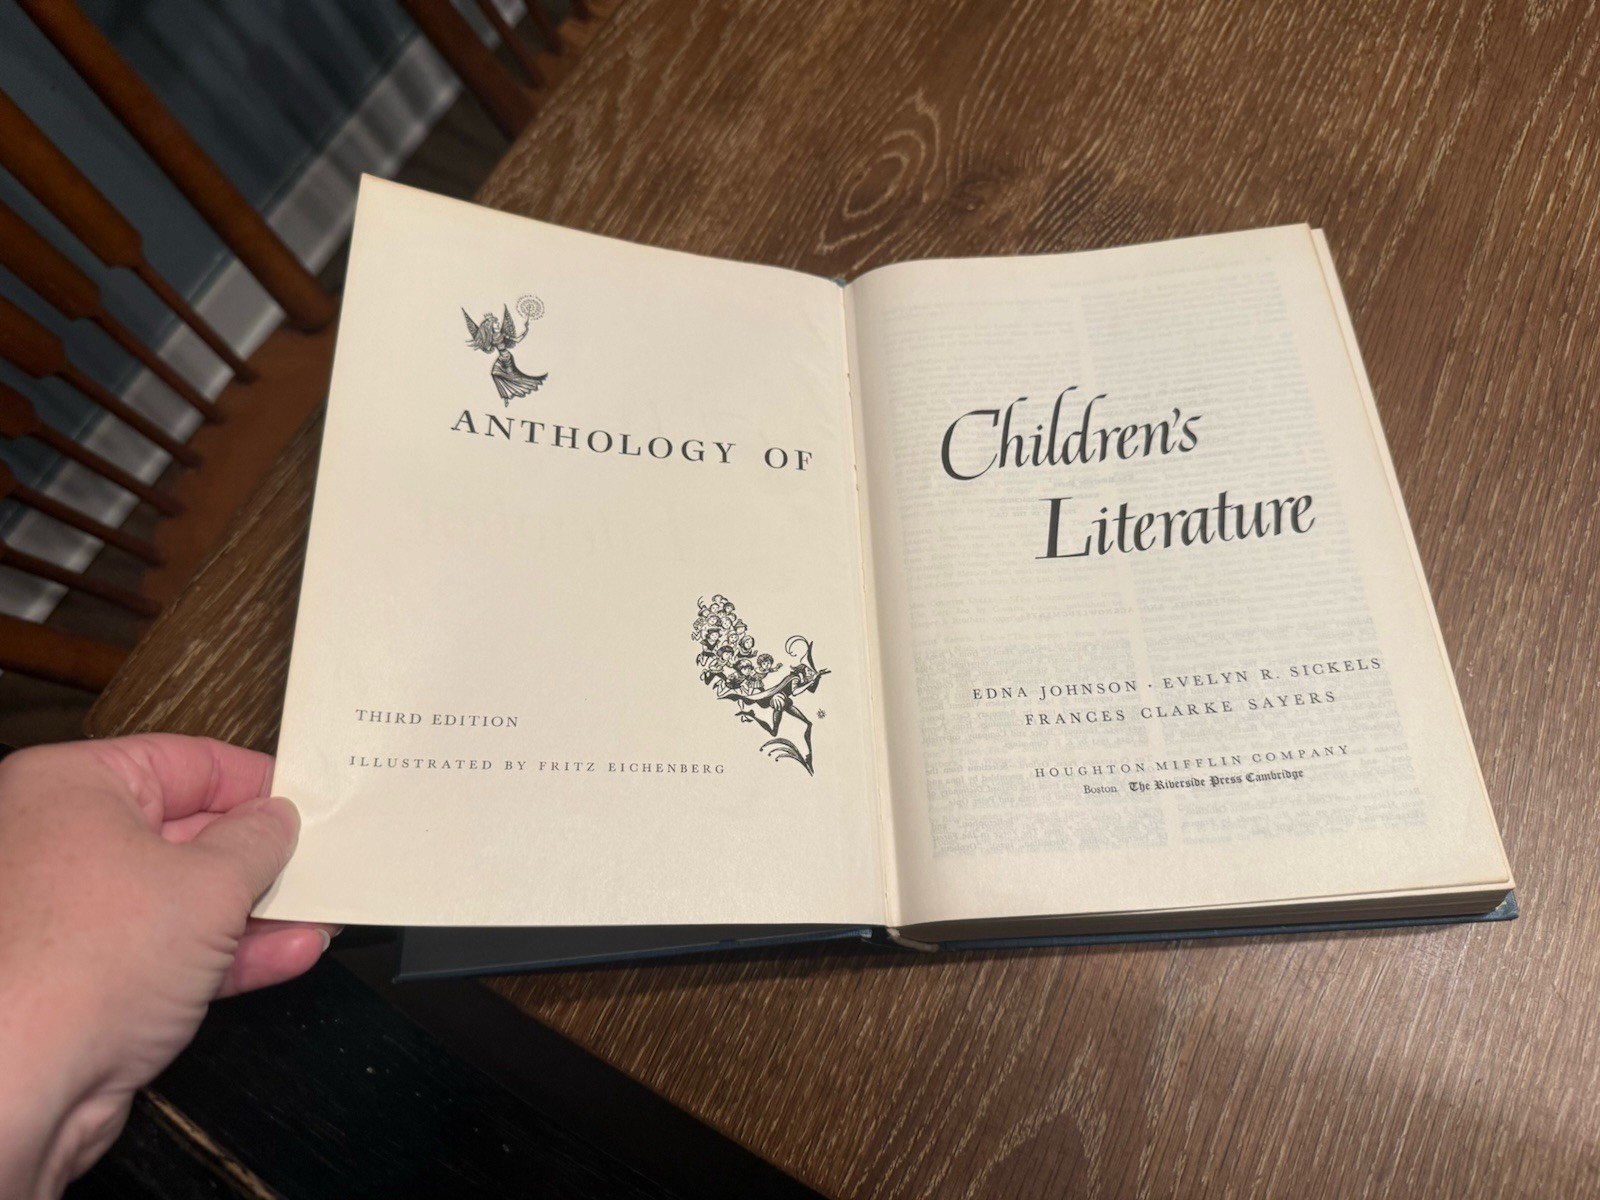 ANTHOLOGY OF
THIRD EDITION
ILLUSTRATED BY FRITZ EICHENBERG
Children's
Literature
EDNA JOHNSON · EVELYN R. SICKELS
FRANCES CLARKE SAYERS
HOUGHTON MIFFLIN COMPANY
Boston The Riverside Press Cambridge